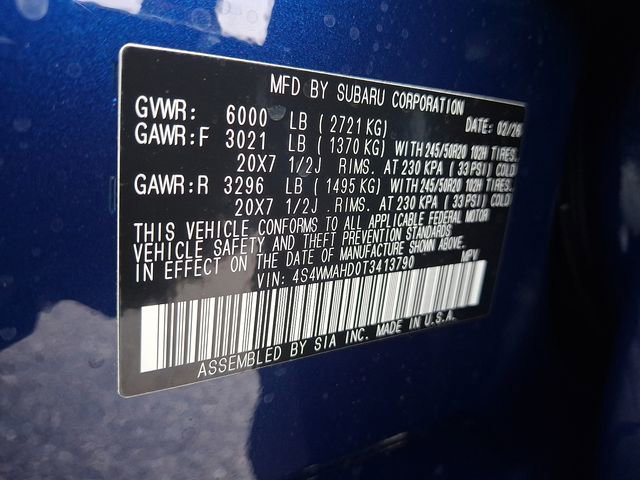 MFD BY SUBARU CORPORATION
GVWR: 6000 LB ( 2721 KG) DATE: 02/26
GAWR:F 3021 LB ( 1370 KG) WITH 245/50R20 102H TIRES.
20X7 1/2J RIMS. AT 230 KPA ( 33 PSI) COLD
GAWR:R 3296 LB ( 1495 KG) WITH 245/50R20 102H TIRES.
20X7 1/2J .RIMS. AT 230 KPA ( 33 PSI) COLD
THIS VEHICLE CONFORMS TO ALL APPLICABLE FEDERAL MOTOR
VEHICLE SAFETY AND THEFT PREVENTION STANDARDS
IN EFFECT ON THE DATE OF MANUFACTURE SHOWN ABOVE.
VIN: 4S4WMAHD0T3413790 MPV
ASSEMBLED BY SIA INC. MADE IN U.S.A.